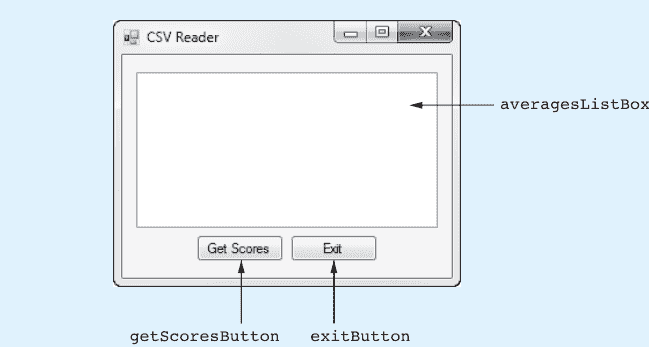 CSV Reader
averagesListBox
Get Scores
Exit
getScoresButton
exitButton